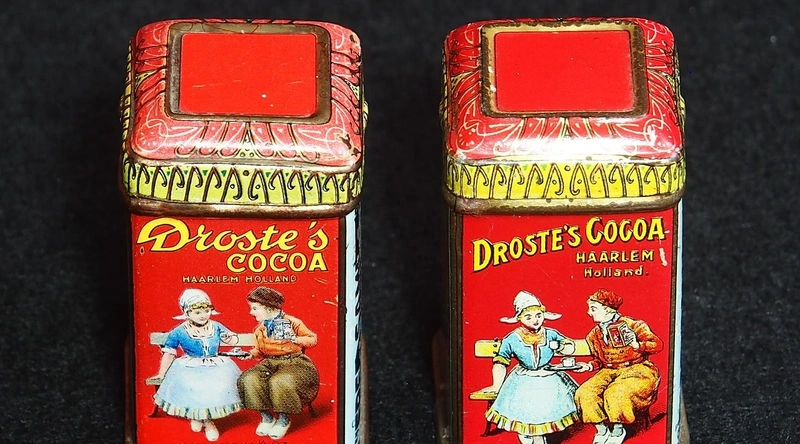 Droste's
COCOA
HAARLEM HOLLAND
DROSTE'S COCOA
HAARLEM
Holland.